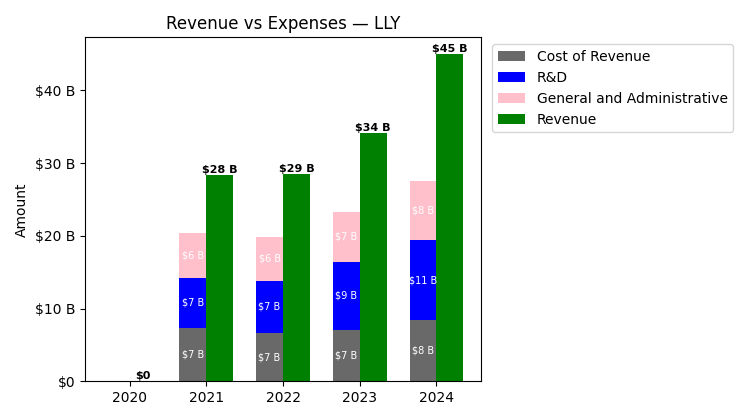 Revenue vs Expenses — LLY
Cost of Revenue
R&D
General and Administrative
Revenue
Amount
$40 B
$30 B
$20 B
$10 B
$0
$0
$7 B
$7 B
$6 B
$28 B
$7 B
$7 B
$6 B
$29 B
$7 B
$9 B
$7 B
$34 B
$8 B
$11 B
$8 B
$45 B
2020 2021 2022 2023 2024